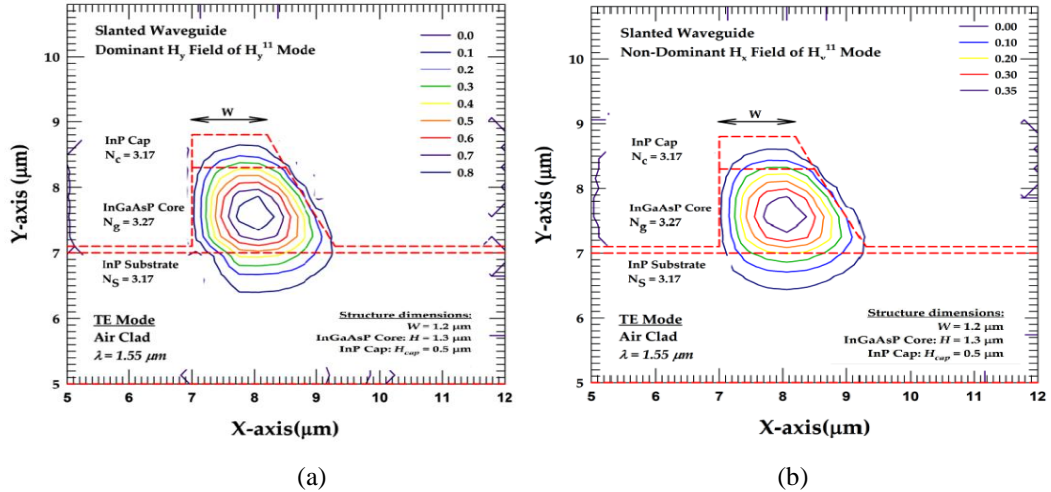 Slanted Waveguide
Dominant Hy Field of Hy11 Mode
0.0
0.1
0.2
0.3
0.4
0.5
0.6
0.7
0.8
W
InP Cap
Nc = 3.17
InGaAsP Core
Ng = 3.27
InP Substrate
NS = 3.17
TE Mode
Air Clad
λ = 1.55 μm
Structure dimensions:
W = 1.2 μm
InGaAsP Core: H = 1.3 μm
InP Cap: Hcap = 0.5 μm
10
9
8
7
6
5
5 6 7 8 9 10 11 12
Y-axis (μm)
X-axis(μm)
(a)
Slanted Waveguide
Non-Dominant Hx Field of Hy11 Mode
0.00
0.10
0.20
0.30
0.35
W
InP Cap
Nc = 3.17
InGaAsP Core
Ng = 3.27
InP Substrate
NS = 3.17
TE Mode
Air Clad
λ = 1.55 μm
Structure dimensions:
W = 1.2 μm
InGaAsP Core: H = 1.3 μm
InP Cap: Hcap = 0.5 μm
10
9
8
7
6
5
5 6 7 8 9 10 11 12
Y-axis (μm)
X-axis(μm)
(b)